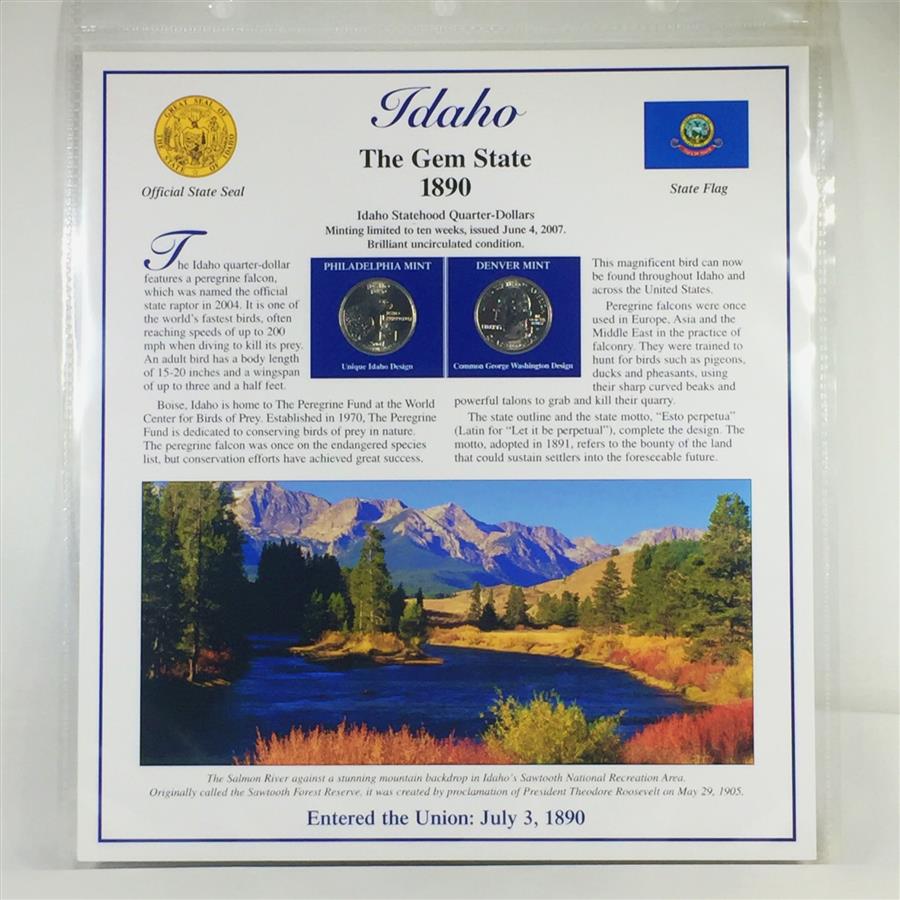 GREAT SEAL OF
THE STATE OF IDAHO
Official State Seal
Idaho
The Gem State
1890
State Flag
Idaho Statehood Quarter-Dollars
Minting limited to ten weeks, issued June 4, 2007.
Brilliant uncirculated condition.
The Idaho quarter-dollar
features a peregrine falcon,
which was named the official
state raptor in 2004. It is one of
the world's fastest birds, often
reaching speeds of up to 200
mph when diving to kill its prey.
An adult bird has a body length
of 15-20 inches and a wingspan
of up to three and a half feet.
Boise, Idaho is home to The Peregrine Fund at the World
Center for Birds of Prey. Established in 1970, The Peregrine
Fund is dedicated to conserving birds of prey in nature.
The peregrine falcon was once on the endangered species
list, but conservation efforts have achieved great success.
PHILADELPHIA MINT
Unique Idaho Design
DENVER MINT
LIBERTY
Common George Washington Design
This magnificent bird can now
be found throughout Idaho and
across the United States.
Peregrine falcons were once
used in Europe, Asia and the
Middle East in the practice of
falconry. They were trained to
hunt for birds such as pigeons,
ducks and pheasants, using
their sharp curved beaks and
powerful talons to grab and kill their quarry.
The state outline and the state motto, “Esto perpetua”
(Latin for “Let it be perpetual”), complete the design. The
motto, adopted in 1891, refers to the bounty of the land
that could sustain settlers into the foreseeable future.
The Salmon River against a stunning mountain backdrop in Idaho's Sawtooth National Recreation Area.
Originally called the Sawtooth Forest Reserve, it was created by proclamation of President Theodore Roosevelt on May 29, 1905.
Entered the Union: July 3, 1890